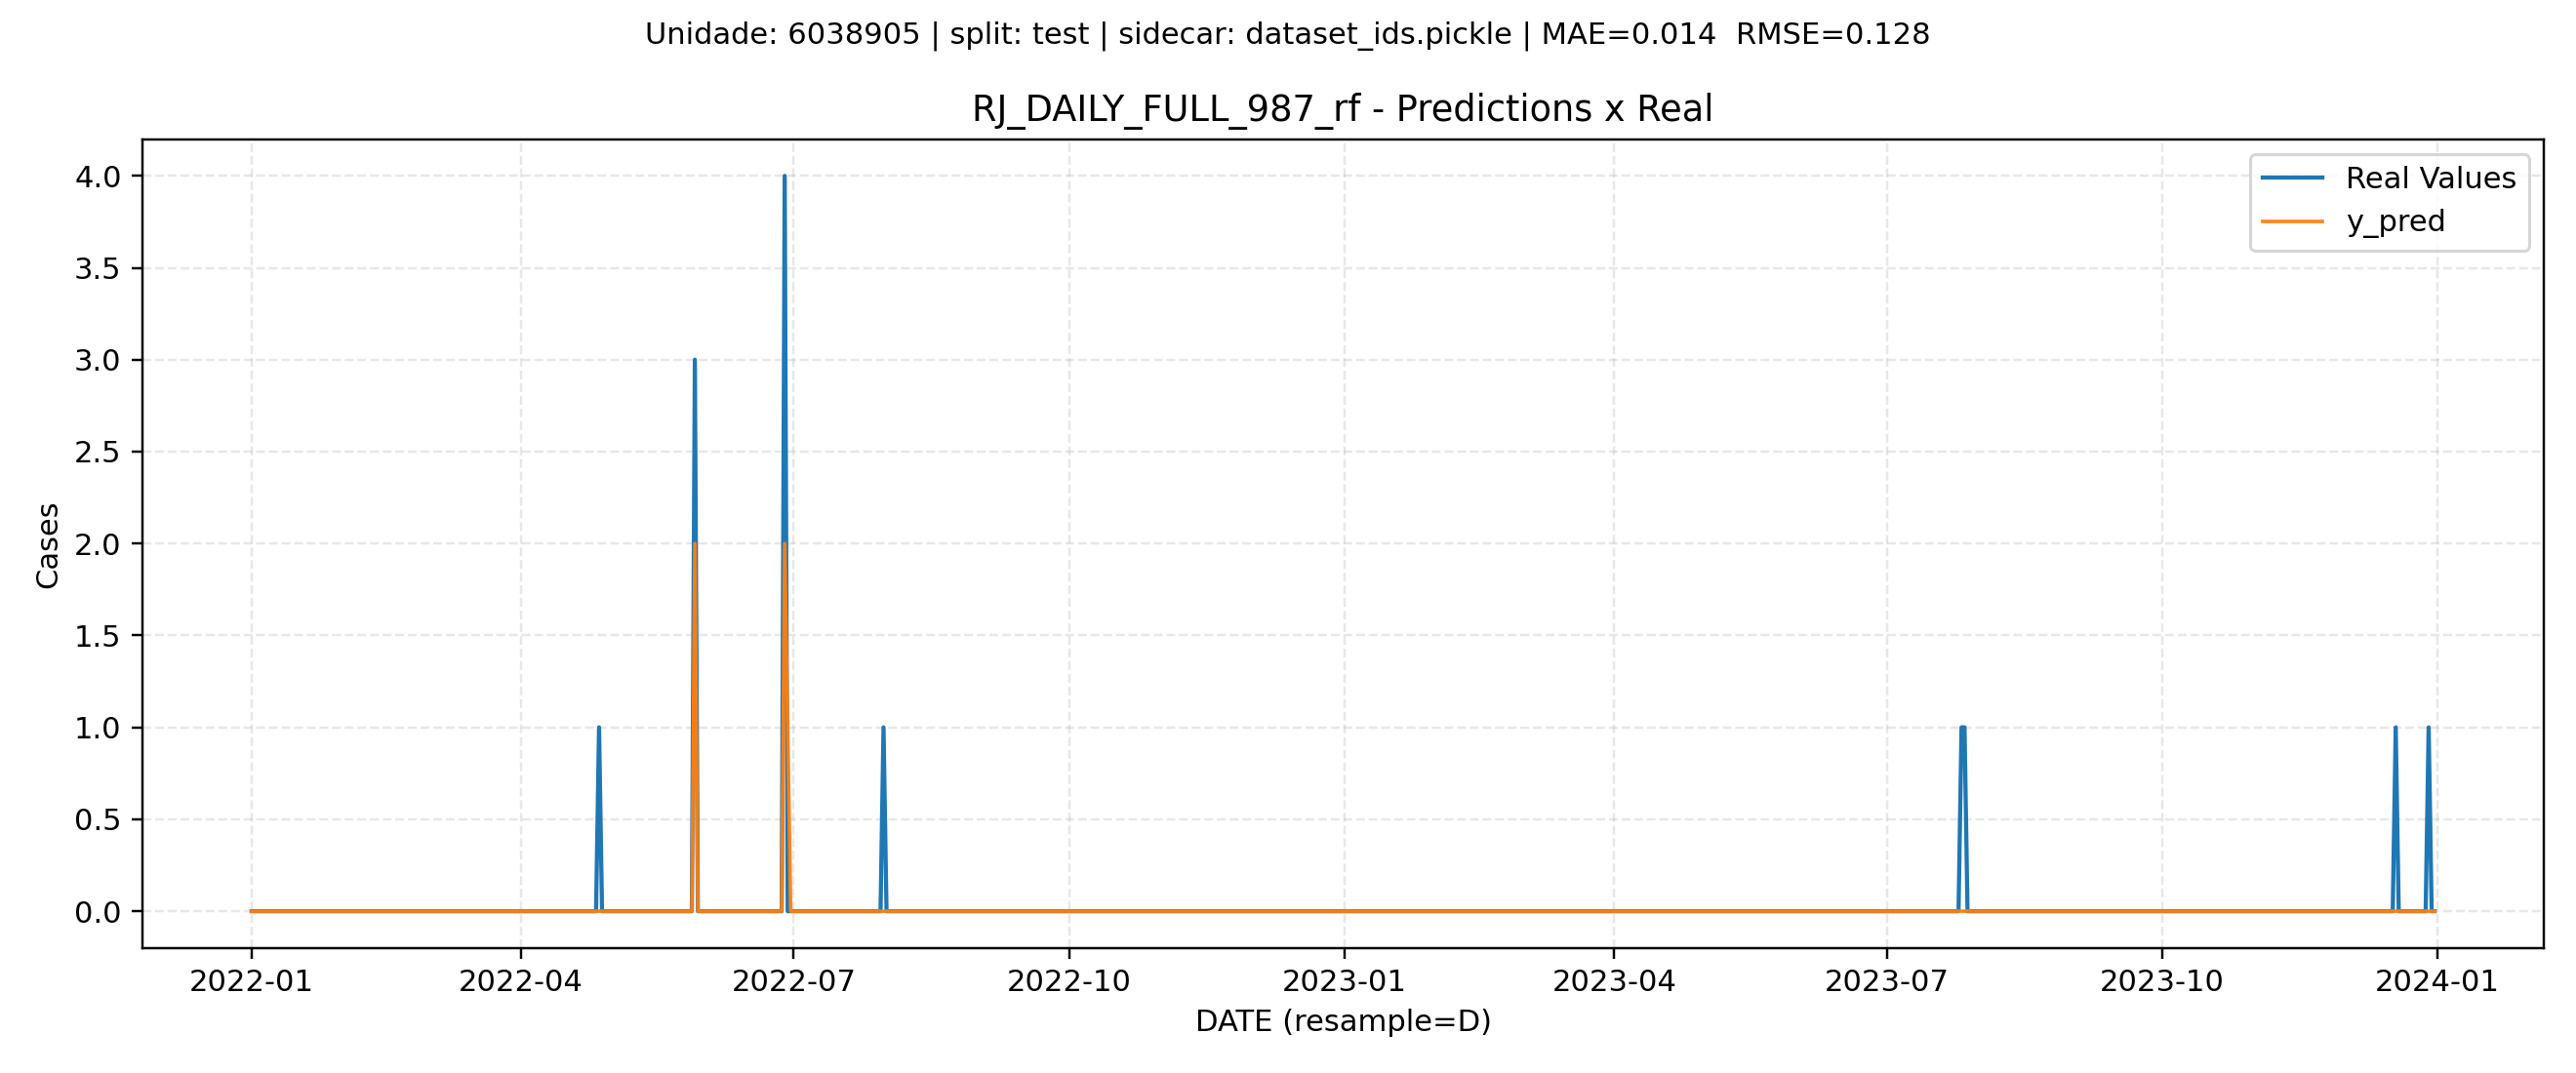 Unidade: 6038905 | split: test | sidecar: dataset_ids.pickle | MAE=0.014  RMSE=0.128
RJ_DAILY_FULL_987_rf - Predictions x Real
Real Values
y_pred
Cases
4.0
3.5
3.0
2.5
2.0
1.5
1.0
0.5
0.0
2022-01 2022-04 2022-07 2022-10 2023-01 2023-04 2023-07 2023-10 2024-01
DATE (resample=D)